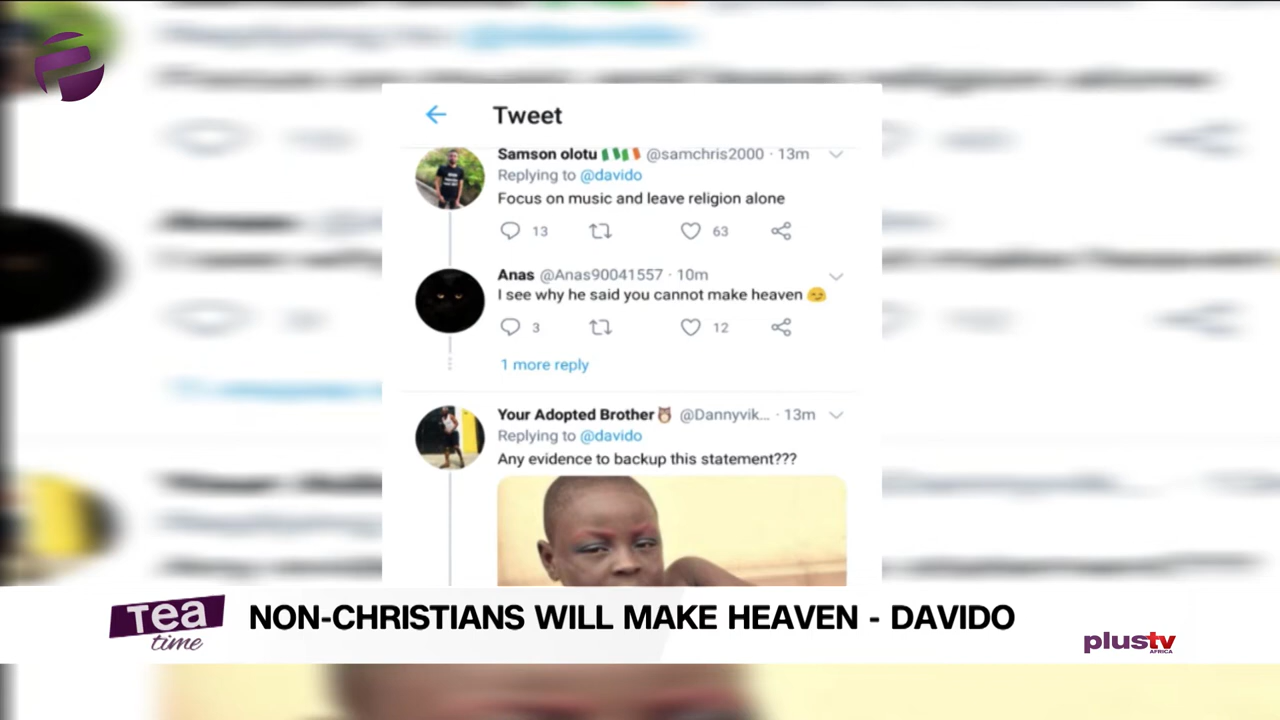 Tweet
Samson olotu @samchris2000 · 13m
Replying to @davido
Focus on music and leave religion alone
13 63
Anas @Anas90041557 · 10m
I see why he said you cannot make heaven 😏
3 12
1 more reply
Your Adopted Brother🦉 @Dannyvik... · 13m
Replying to @davido
Any evidence to backup this statement???
Tea time
NON-CHRISTIANS WILL MAKE HEAVEN - DAVIDO
plustv
AFRICA